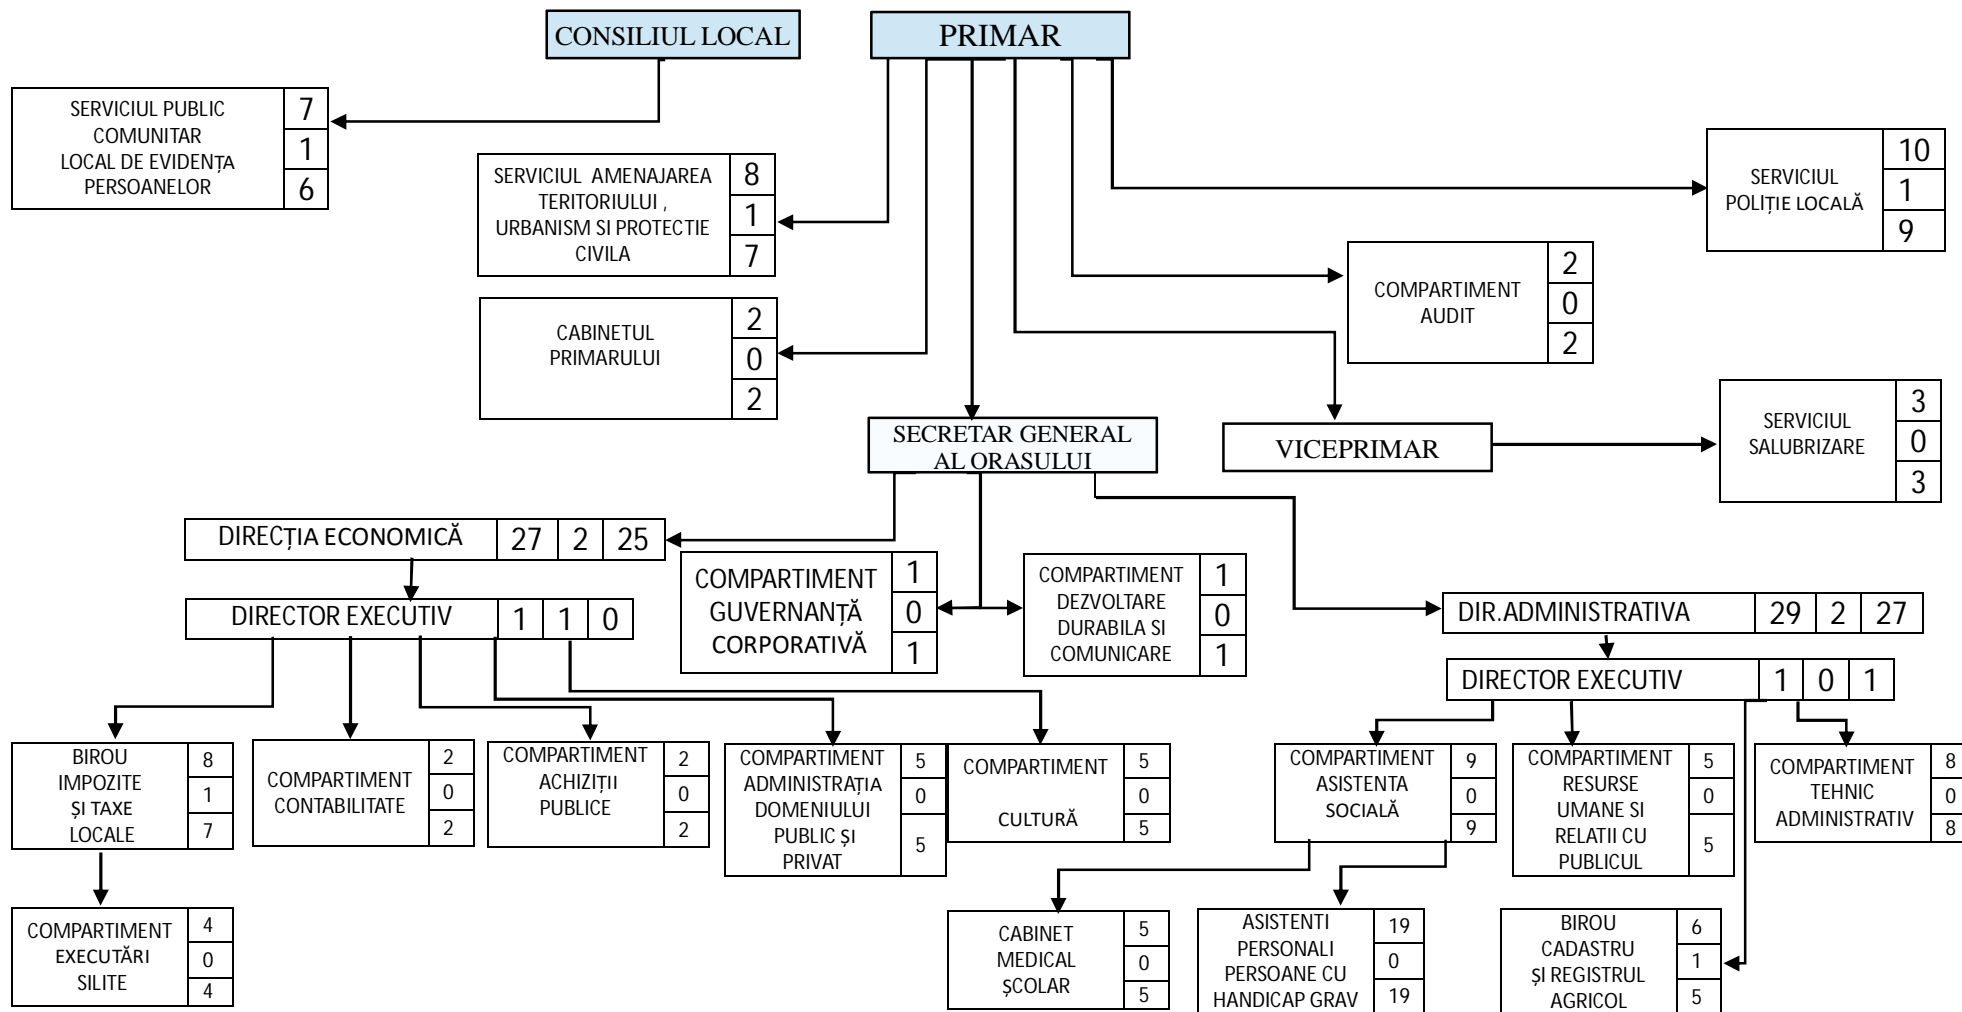 CONSILIUL LOCAL
PRIMAR
SERVICIUL PUBLIC
COMUNITAR
LOCAL DE EVIDENȚA
PERSOANELOR
7
1
6
SERVICIUL AMENAJAREA
TERITORIULUI ,
URBANISM SI PROTECTIE
CIVILA
8
1
7
SERVICIUL
POLIȚIE LOCALĂ
10
1
9
COMPARTIMENT
AUDIT
2
0
2
CABINETUL
PRIMARULUI
2
0
2
SECRETAR GENERAL
AL ORASULUI
VICEPRIMAR
SERVICIUL
SALUBRIZARE
3
0
3
DIRECȚIA ECONOMICĂ 27 2 25
DIRECTOR EXECUTIV 1 1 0
COMPARTIMENT
GUVERNANȚĂ
CORPORATIVĂ
1
0
1
COMPARTIMENT
DEZVOLTARE
DURABILA SI
COMUNICARE
1
0
1
DIR.ADMINISTRATIVA 29 2 27
DIRECTOR EXECUTIV 1 0 1
BIROU
IMPOZITE
ȘI TAXE
LOCALE
8
1
7
COMPARTIMENT
CONTABILITATE
2
0
2
COMPARTIMENT
ACHIZIȚII
PUBLICE
2
0
2
COMPARTIMENT
ADMINISTRAȚIA
DOMENIULUI
PUBLIC ȘI
PRIVAT
5
0
5
COMPARTIMENT
CULTURĂ
5
0
5
COMPARTIMENT
ASISTENTA
SOCIALĂ
9
0
9
COMPARTIMENT
RESURSE
UMANE SI
RELATII CU
PUBLICUL
5
0
5
COMPARTIMENT
TEHNIC
ADMINISTRATIV
8
0
8
COMPARTIMENT
EXECUTĂRI
SILITE
4
0
4
CABINET
MEDICAL
ȘCOLAR
5
0
5
ASISTENTI
PERSONALI
PERSOANE CU
HANDICAP GRAV
19
0
19
BIROU
CADASTRU
ȘI REGISTRUL
AGRICOL
6
1
5